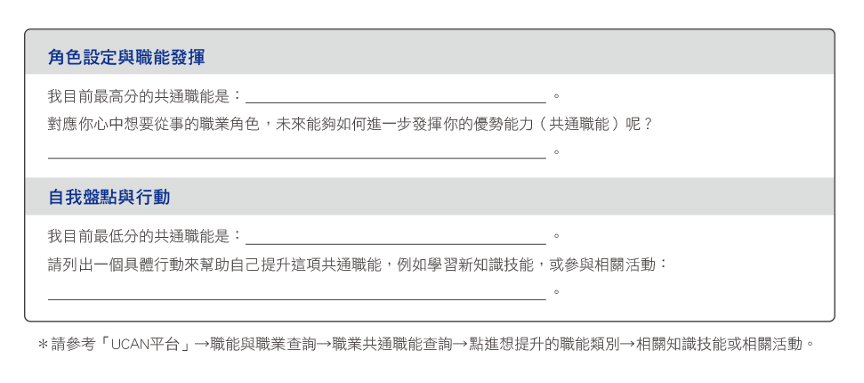 角色設定與職能發揮
我目前最高分的共通職能是：＿＿＿＿＿＿＿＿＿＿＿＿＿＿＿＿＿＿＿＿。
對應你心中想要從事的職業角色，未來能夠如何進一步發揮你的優勢能力（共通職能）呢？
＿＿＿＿＿＿＿＿＿＿＿＿＿＿＿＿＿＿＿＿＿＿＿＿＿＿＿＿＿＿＿＿＿。
自我盤點與行動
我目前最低分的共通職能是：＿＿＿＿＿＿＿＿＿＿＿＿＿＿＿＿＿＿＿＿。
請列出一個具體行動來幫助自己提升這項共通職能，例如學習新知識技能，或參與相關活動：
＿＿＿＿＿＿＿＿＿＿＿＿＿＿＿＿＿＿＿＿＿＿＿＿＿＿＿＿＿＿＿＿＿。
＊請參考「UCAN平台」→職能與職業查詢→職業共通職能查詢→點進想提升的職能類別→相關知識技能或相關活動。